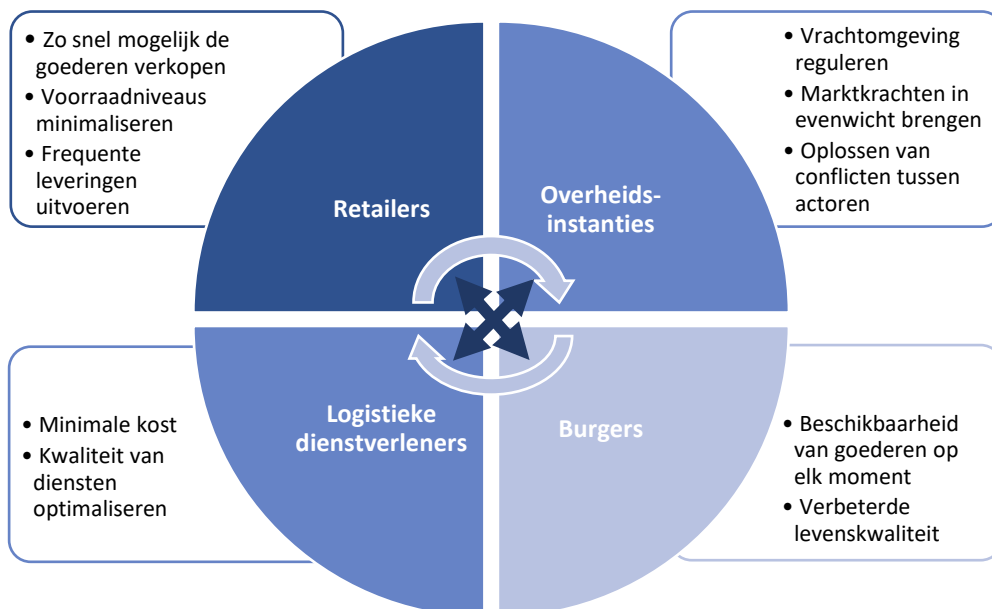 • Zo snel mogelijk de
goederen verkopen
• Voorraadniveaus
minimaliseren
• Frequente
leveringen
uitvoeren
• Vrachtomgeving
reguleren
• Marktkrachten in
evenwicht brengen
• Oplossen van
conflicten tussen
actoren
Retailers
Overheids-
instanties
Logistieke
dienstverleners
Burgers
• Minimale kost
• Kwaliteit van
diensten
optimaliseren
• Beschikbaarheid
van goederen op
elk moment
• Verbeterde
levenskwaliteit